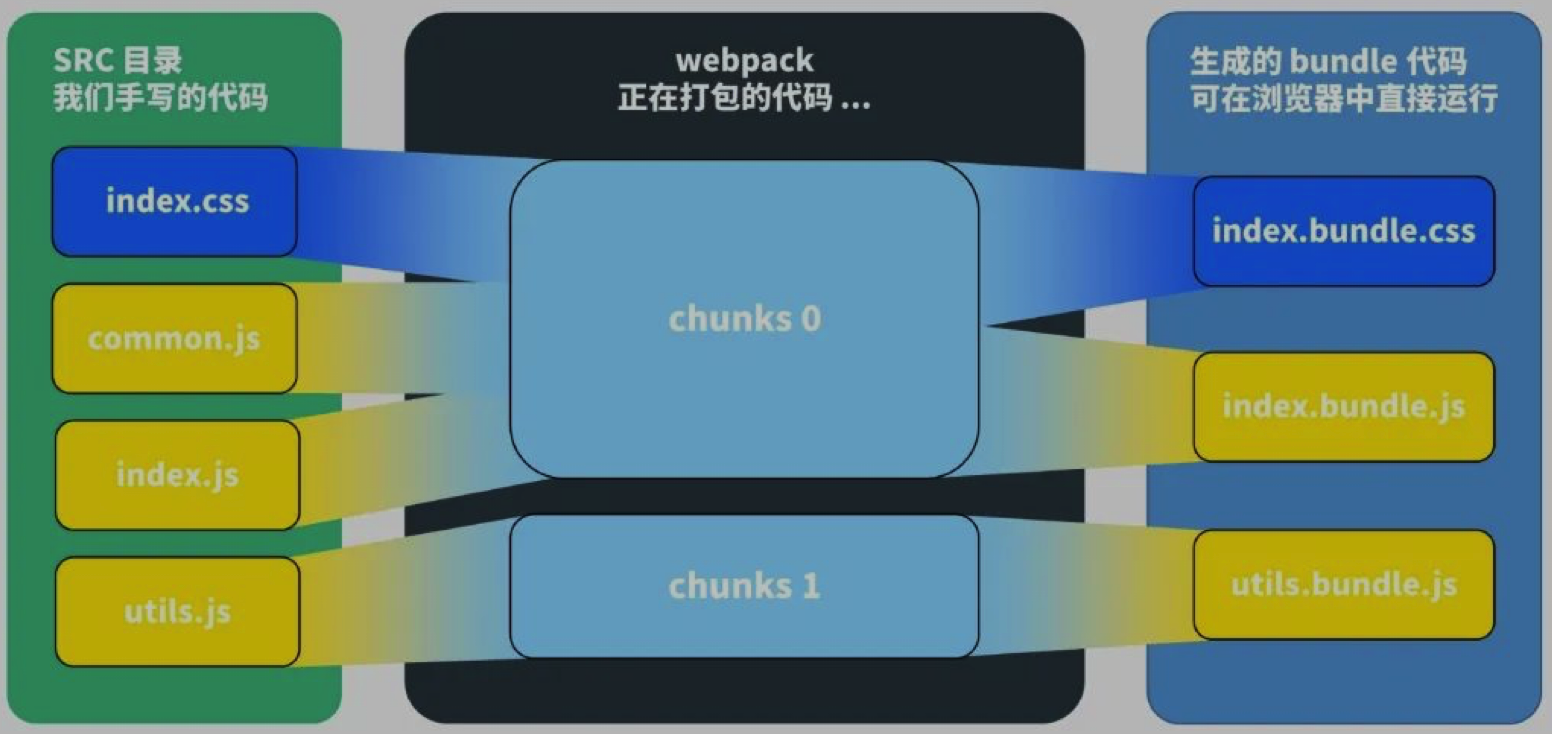 SRC 目录
我们手写的代码
index.css
common.js
index.js
utils.js
webpack
正在打包的代码 ...
chunks 0
chunks 1
生成的 bundle 代码
可在浏览器中直接运行
index.bundle.css
index.bundle.js
utils.bundle.js